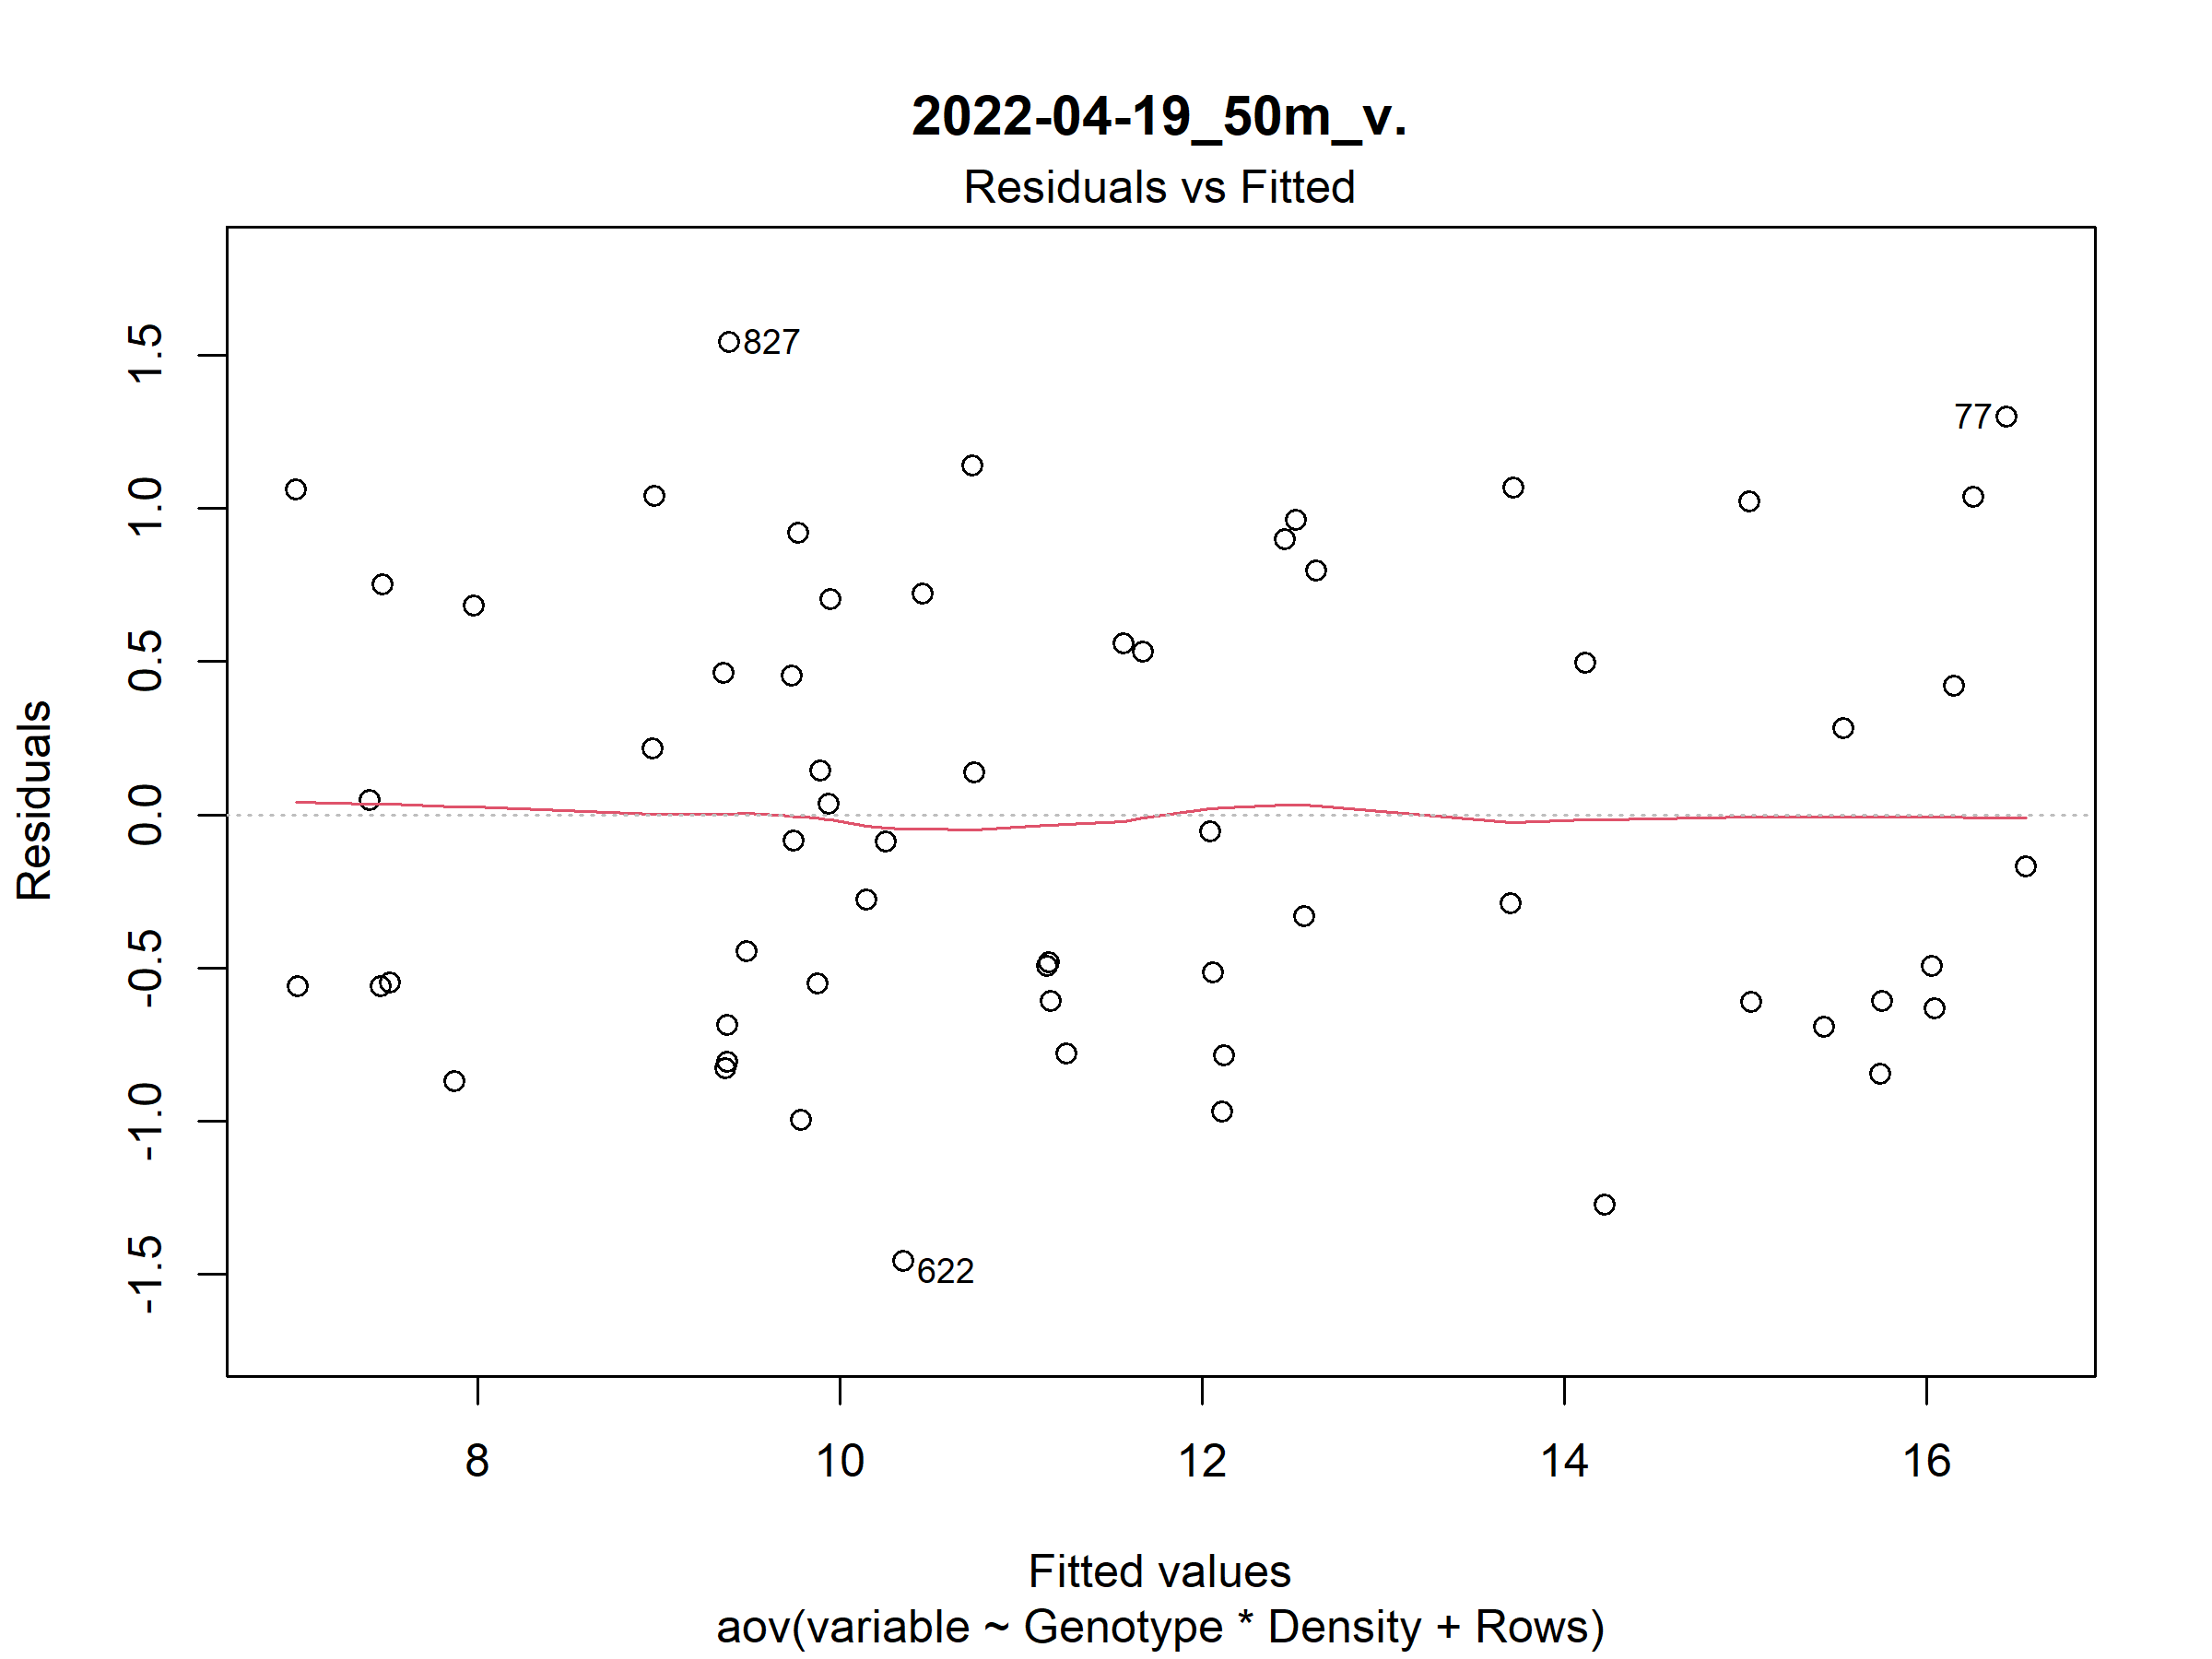 2022-04-19_50m_v.
Residuals vs Fitted
Residuals
1.5
1.0
0.5
0.0
-0.5
-1.0
-1.5
827
77
622
8 10 12 14 16
Fitted values
aov(variable ~ Genotype * Density + Rows)